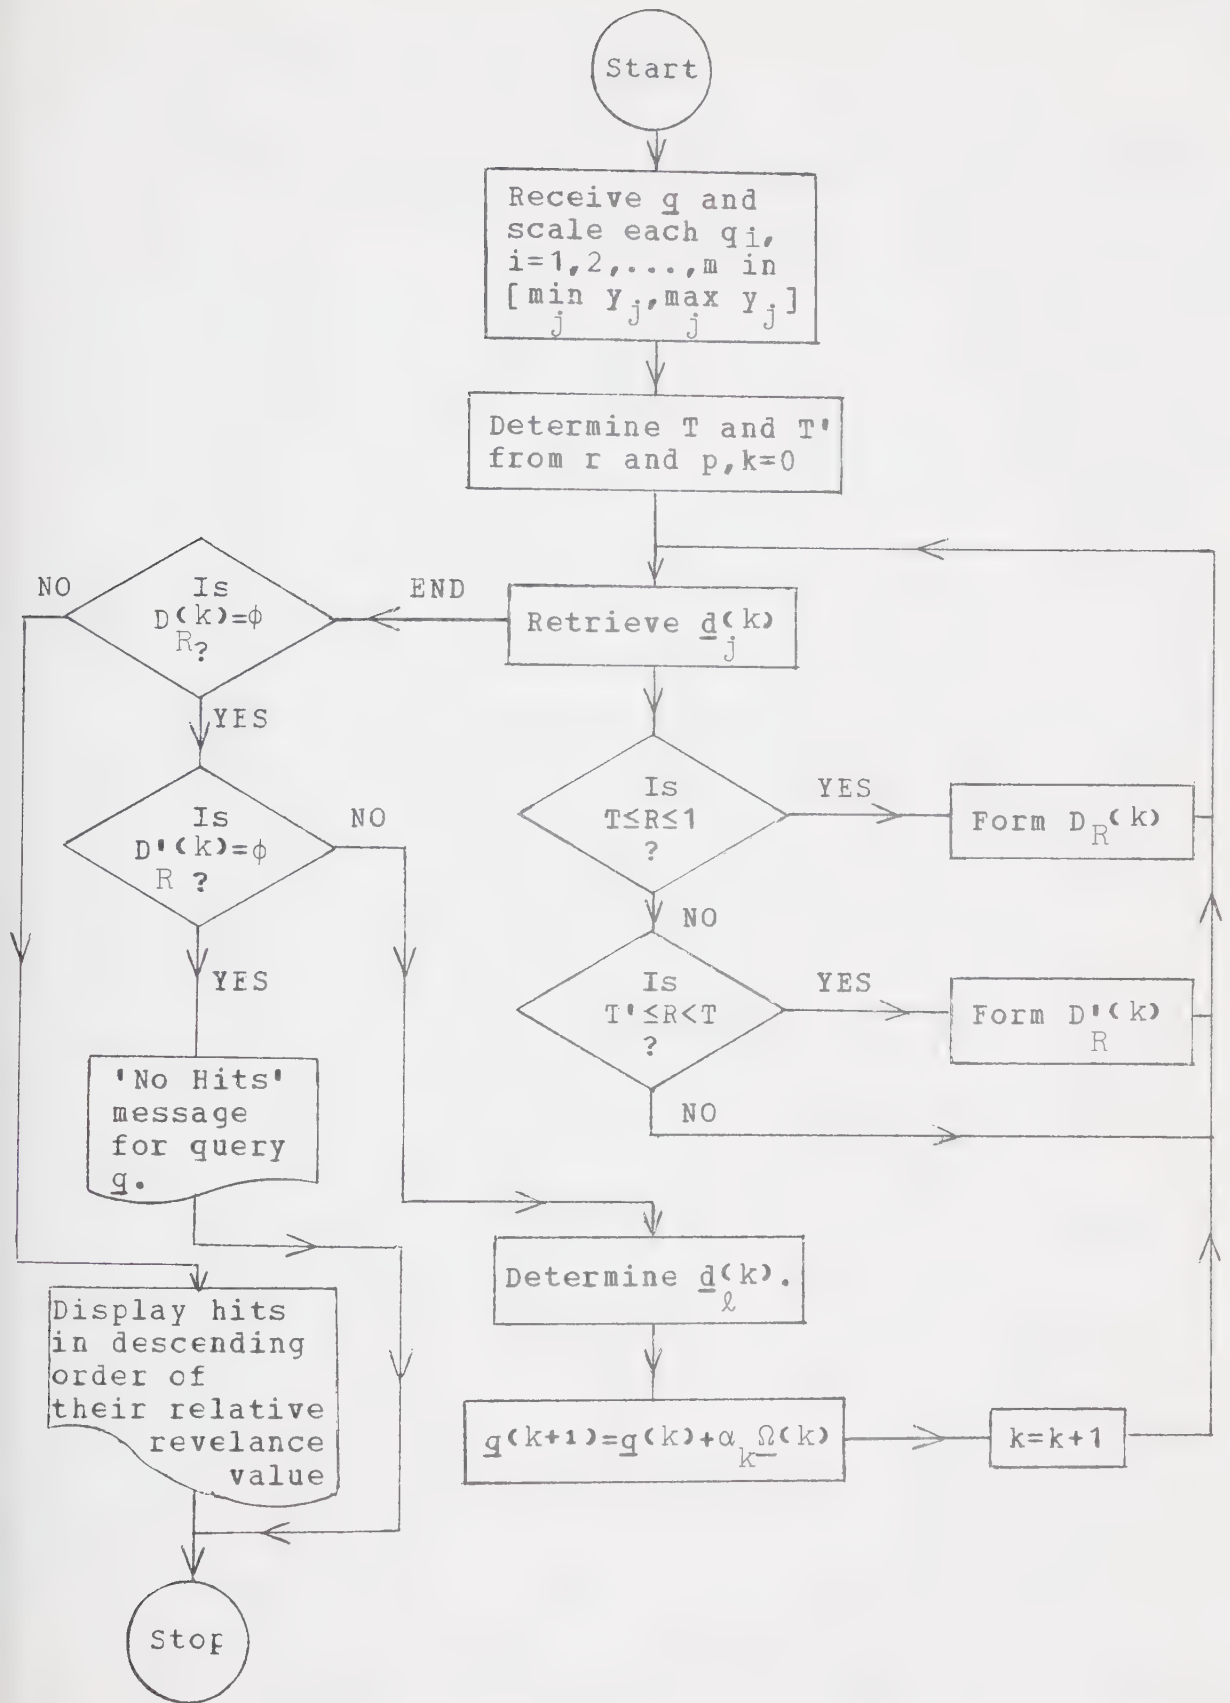 Start
Receive q and
scale each qi,
i=1,2,...,m in
[min yj,max yj]
j j
Determine T and T'
from r and p,k=0
NO
Is
D(k)=ϕ
R?
END
Retrieve d(k)
j
YES
Is
T≤R≤1
?
YES
Form DR(k)
Is
D'(k)=ϕ
R ?
NO
NO
YES
Is
T'≤R<T
?
YES
Form D'(k)
R
NO
'No Hits'
message
for query
q.
Determine d(k).
ℓ
Display hits
in descending
order of
their relative
revelance
value
q(k+1)=q(k)+αkΩ(k)
k=k+1
Stop